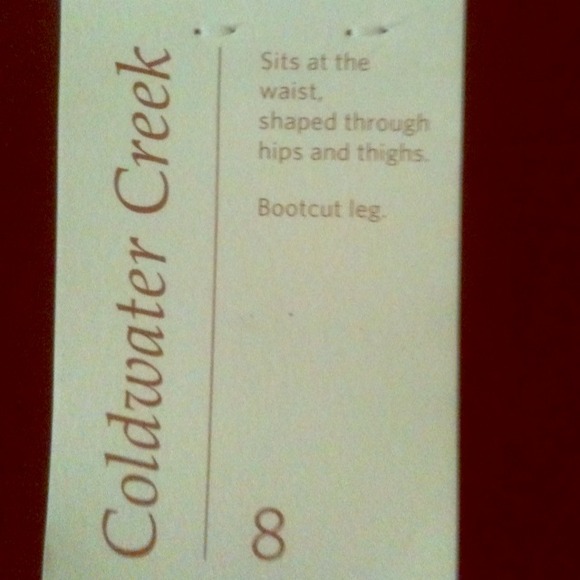 Coldwater Creek
Sits at the
waist,
shaped through
hips and thighs.
Bootcut leg.
8